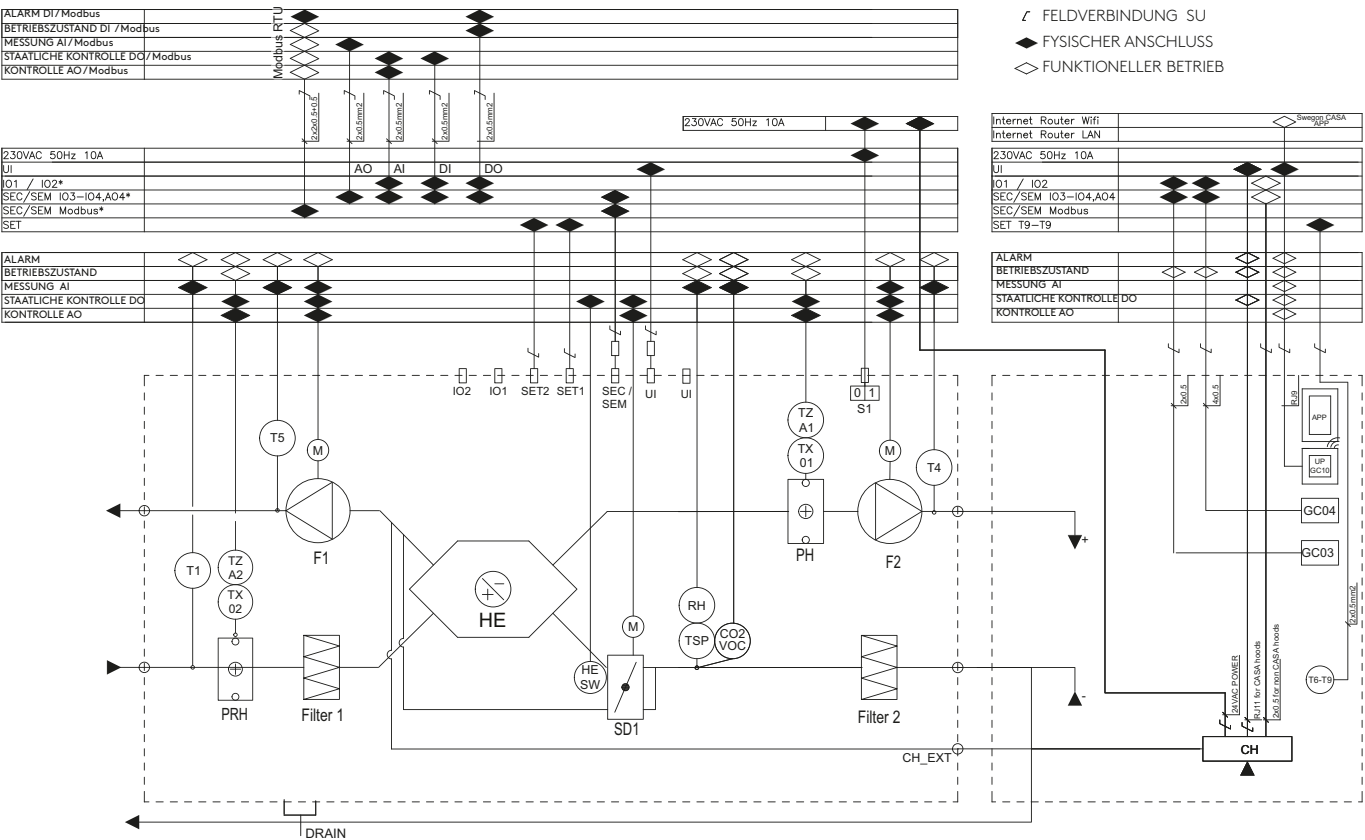 ALARM DI/Modbus
BETRIEBSZUSTAND DI /Modbus
MESSUNG AI/Modbus
STAATLICHE KONTROLLE DO/Modbus
KONTROLLE AO/Modbus
Modbus RTU
FELDVERBINDUNG SU
FYSISCHER ANSCHLUSS
FUNKTIONELLER BETRIEB
2x2x0.5+0.5
2x0.5mm2
2x0.5mm2
2x0.5mm2
2x0.5mm2
230VAC 50Hz 10A
Internet Router Wifi
Internet Router LAN
Swegon CASA
APP
230VAC 50Hz 10A
UI
AO AI DI DO
IO1 / IO2*
SEC/SEM IO3-IO4,AO4*
SEC/SEM Modbus*
SET
230VAC 50Hz 10A
UI
IO1 / IO2
SEC/SEM IO3-IO4,AO4
SEC/SEM Modbus
SET T9-T9
ALARM
BETRIEBSZUSTAND
MESSUNG AI
STAATLICHE KONTROLLE DO
KONTROLLE AO
ALARM
BETRIEBSZUSTAND
MESSUNG AI
STAATLICHE KONTROLLE DO
KONTROLLE AO
IO2
IO1
SET2
SET1
SEC /
SEM
UI
UI
0 1
S1
2x0.5
4x0.5
RJ9
APP
UP
GC10
GC04
GC03
2x0.5mm2
T6-T9
T5
M
F1
T1
TZ
A2
TX
02
PRH
Filter 1
+
-
HE
HE
SW
M
SD1
RH
TSP
CO2
VOC
TZ
A1
TX
01
PH
M
F2
T4
Filter 2
+
-
24VAC POWER
RJ11 for CASA hoods
2x0.5 for non CASA hoods
CH
CH_EXT
DRAIN